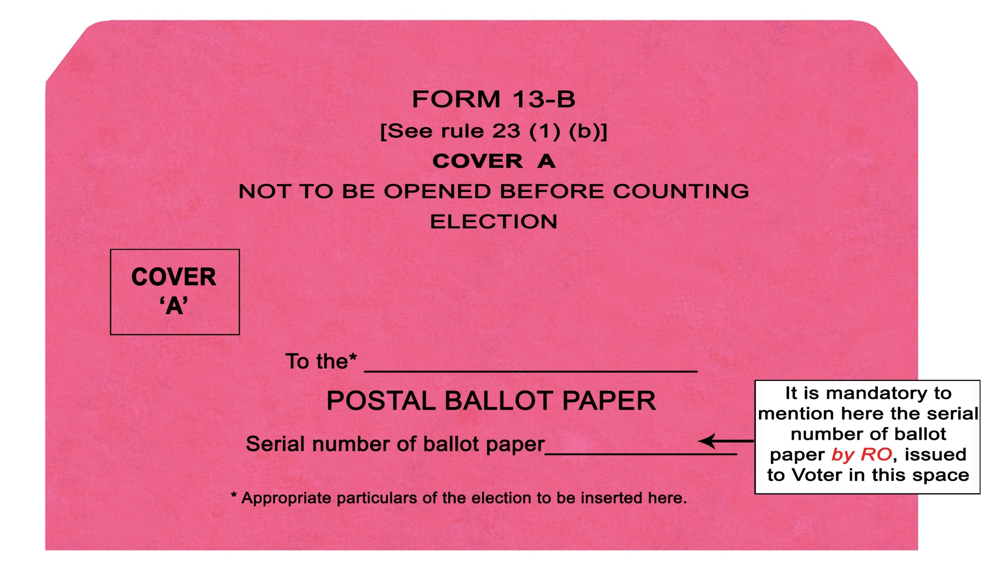 FORM 13-B
[See rule 23 (1) (b)]
COVER A
NOT TO BE OPENED BEFORE COUNTING
ELECTION
COVER
‘A’
To the* ____________________
POSTAL BALLOT PAPER
Serial number of ballot paper____________
It is mandatory to
mention here the serial
number of ballot
paper by RO, issued
to Voter in this space
* Appropriate particulars of the election to be inserted here.